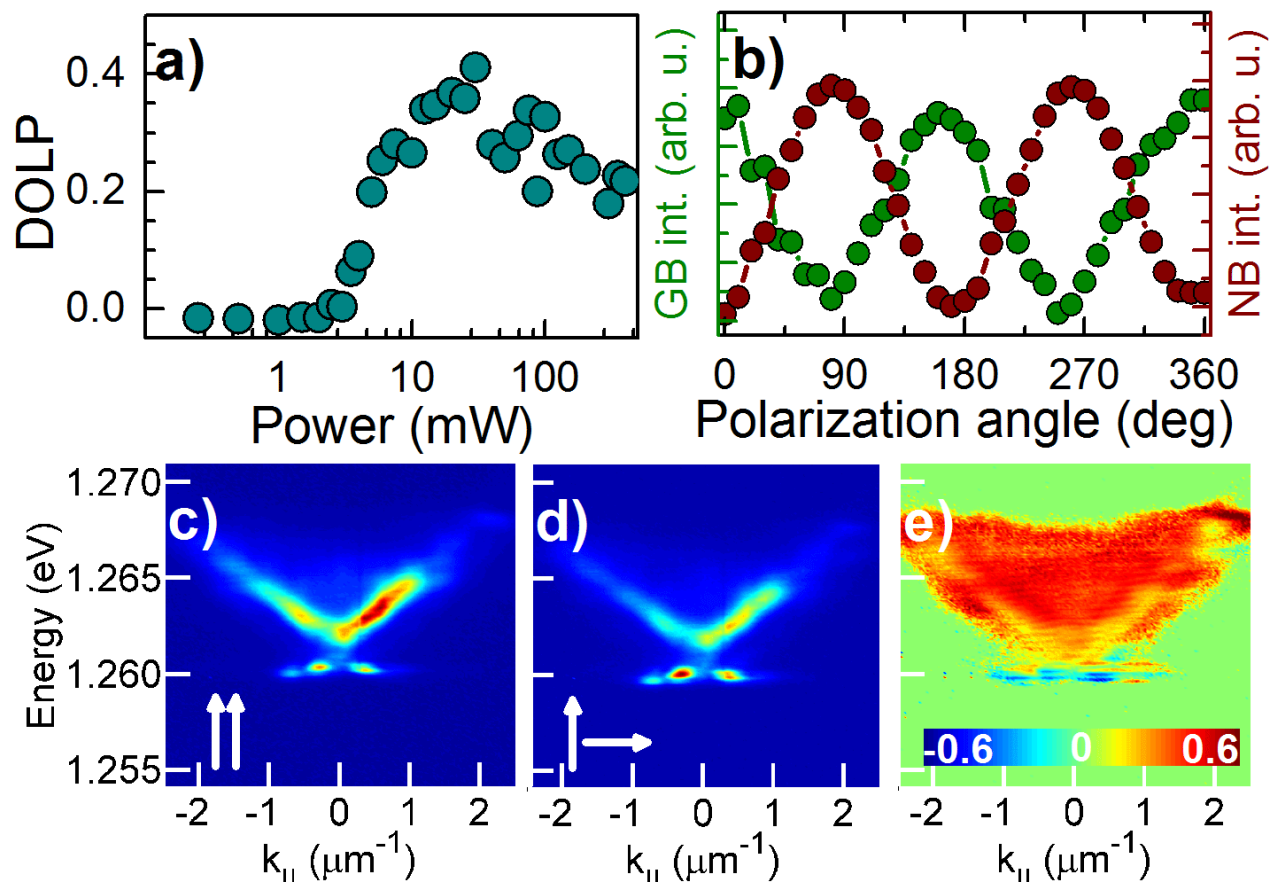 a)
0.4
0.2
0.0
DOLP
1 10 100
Power (mW)
GB int. (arb. u.)
b)
NB int. (arb. u.)
0 90 180 270 360
Polarization angle (deg)
c)
1.270
1.265
1.260
1.255
Energy (eV)
-2 -1 0 1 2
k|| (μm-1)
d)
-2 -1 0 1 2
k|| (μm-1)
e)
-0.6 0 0.6
-2 -1 0 1 2
k|| (μm-1)